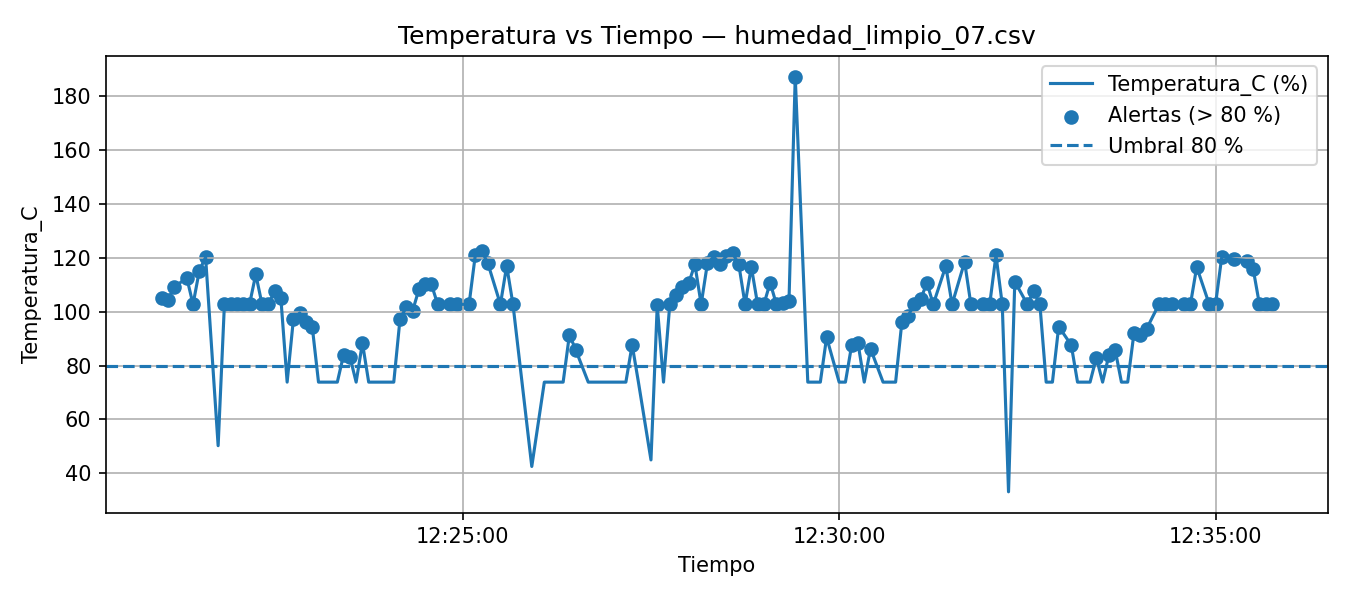 Temperatura vs Tiempo — humedad_limpio_07.csv
Temperatura_C (%)
Alertas (> 80 %)
Umbral 80 %
Temperatura_C
180
160
140
120
100
80
60
40
12:25:00
12:30:00
12:35:00
Tiempo